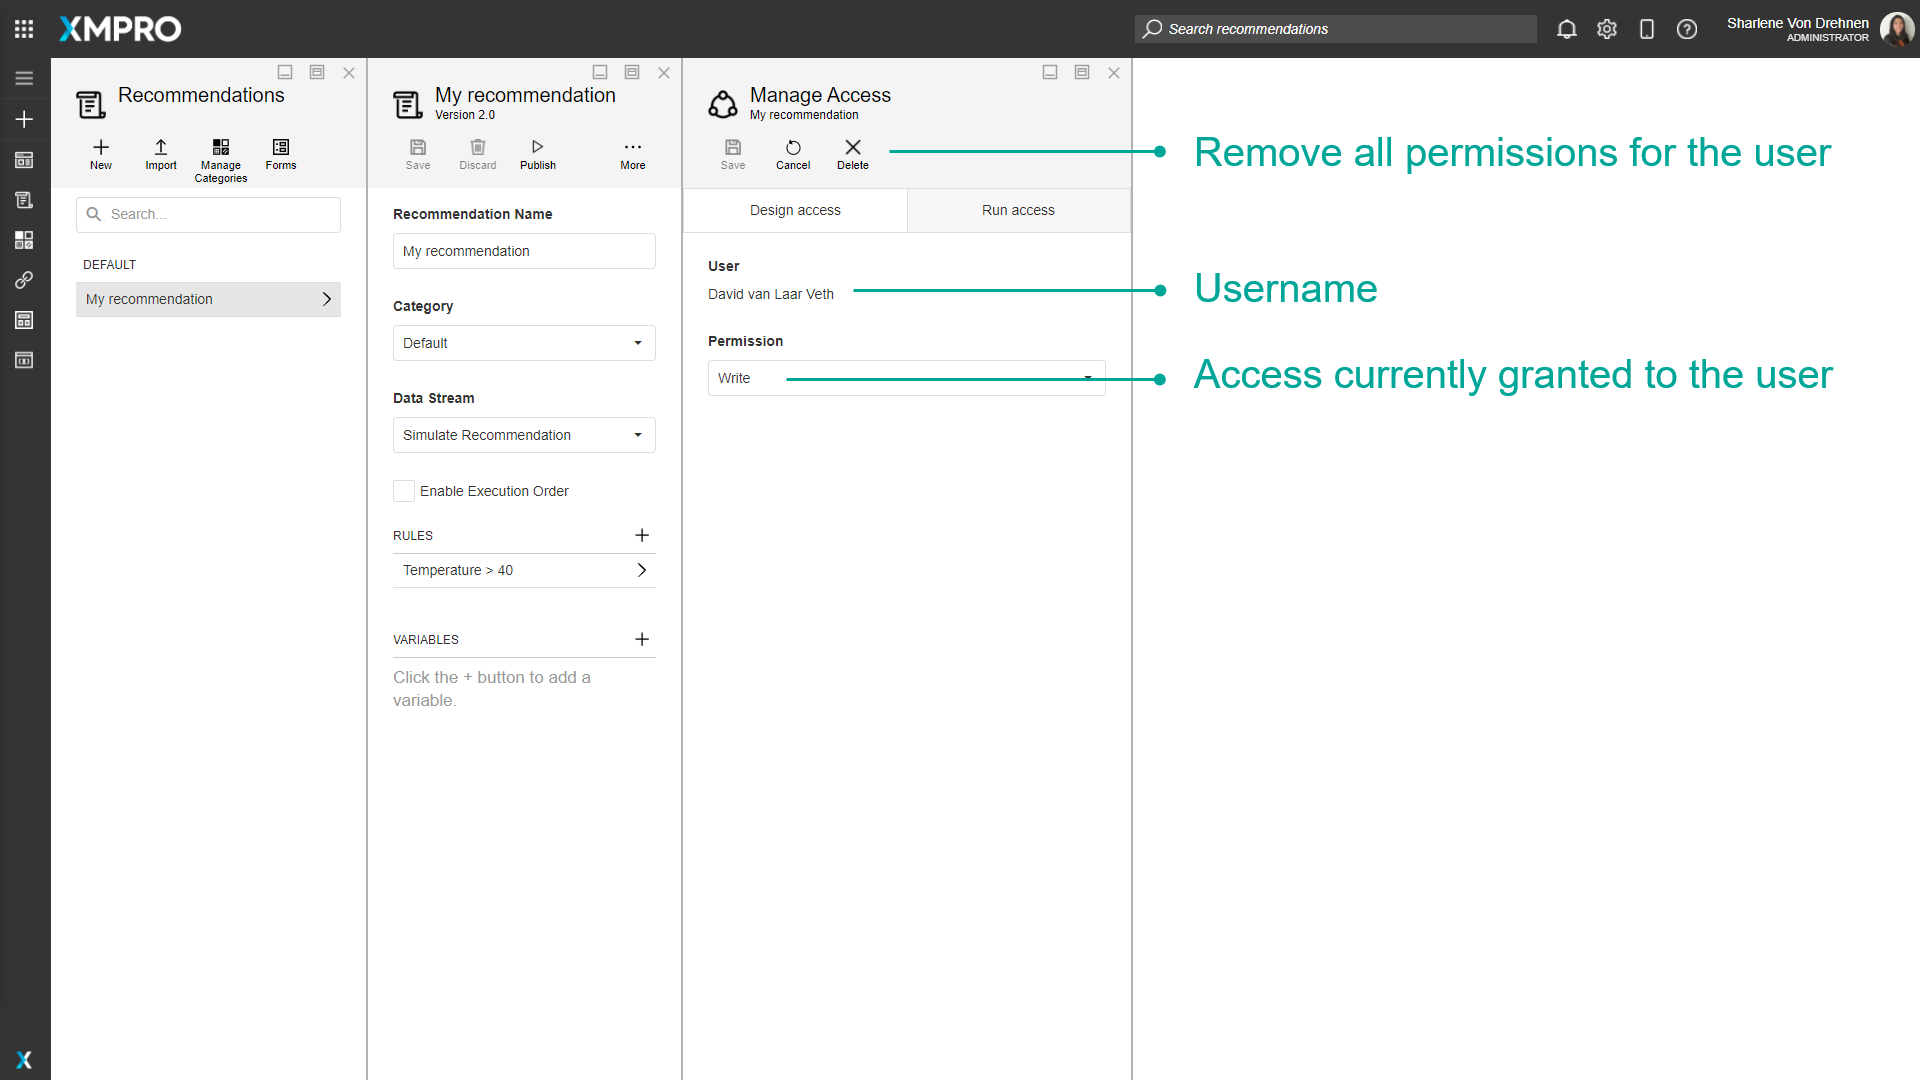 XMPRO
Search recommendations
Sharlene Von Drehnen
ADMINISTRATOR
Recommendations
New
Import
Manage
Categories
Forms
Search...
DEFAULT
My recommendation
My recommendation
Version 2.0
Save
Discard
Publish
More
Recommendation Name
My recommendation
Category
Default
Data Stream
Simulate Recommendation
Enable Execution Order
RULES
Temperature > 40
VARIABLES
Click the + button to add a
variable.
Manage Access
My recommendation
Save
Cancel
Delete
Design access
Run access
User
David van Laar Veth
Permission
Write
Remove all permissions for the user
Username
Access currently granted to the user